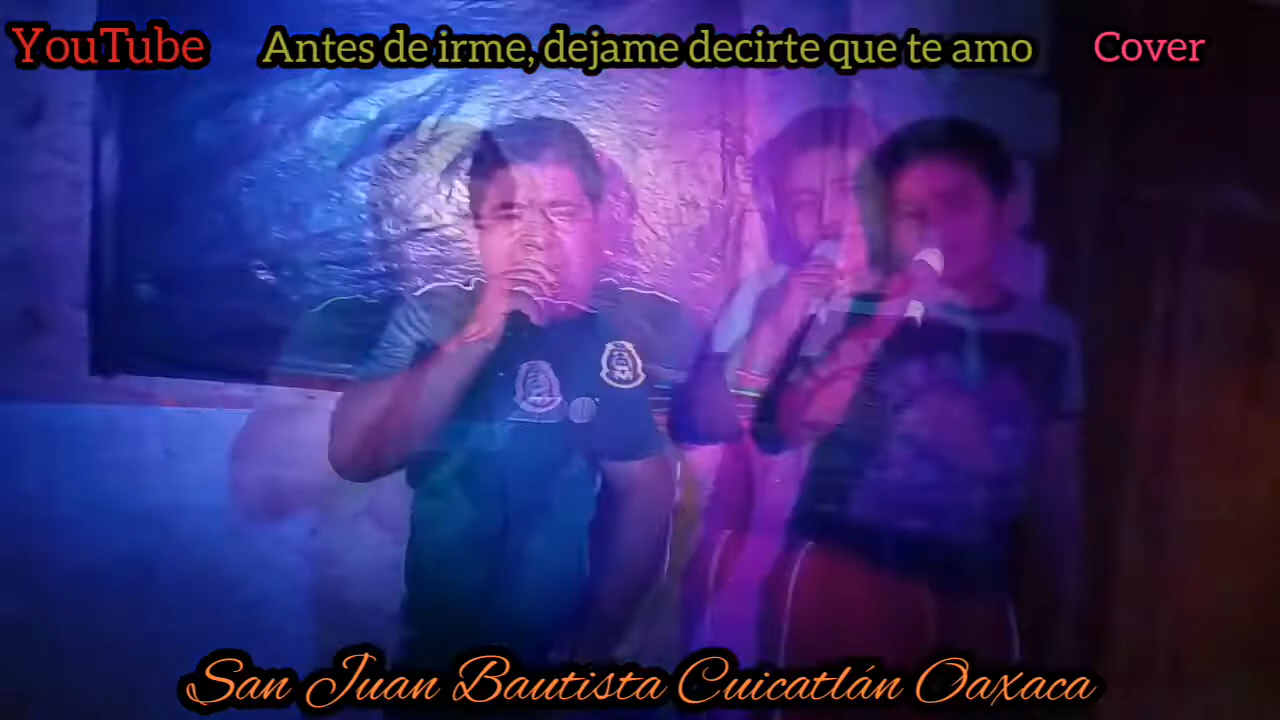 YouTube Antes de irme, dejame decirte que te amo Cover
San Juan Bautista Cuicatlán Oaxaca